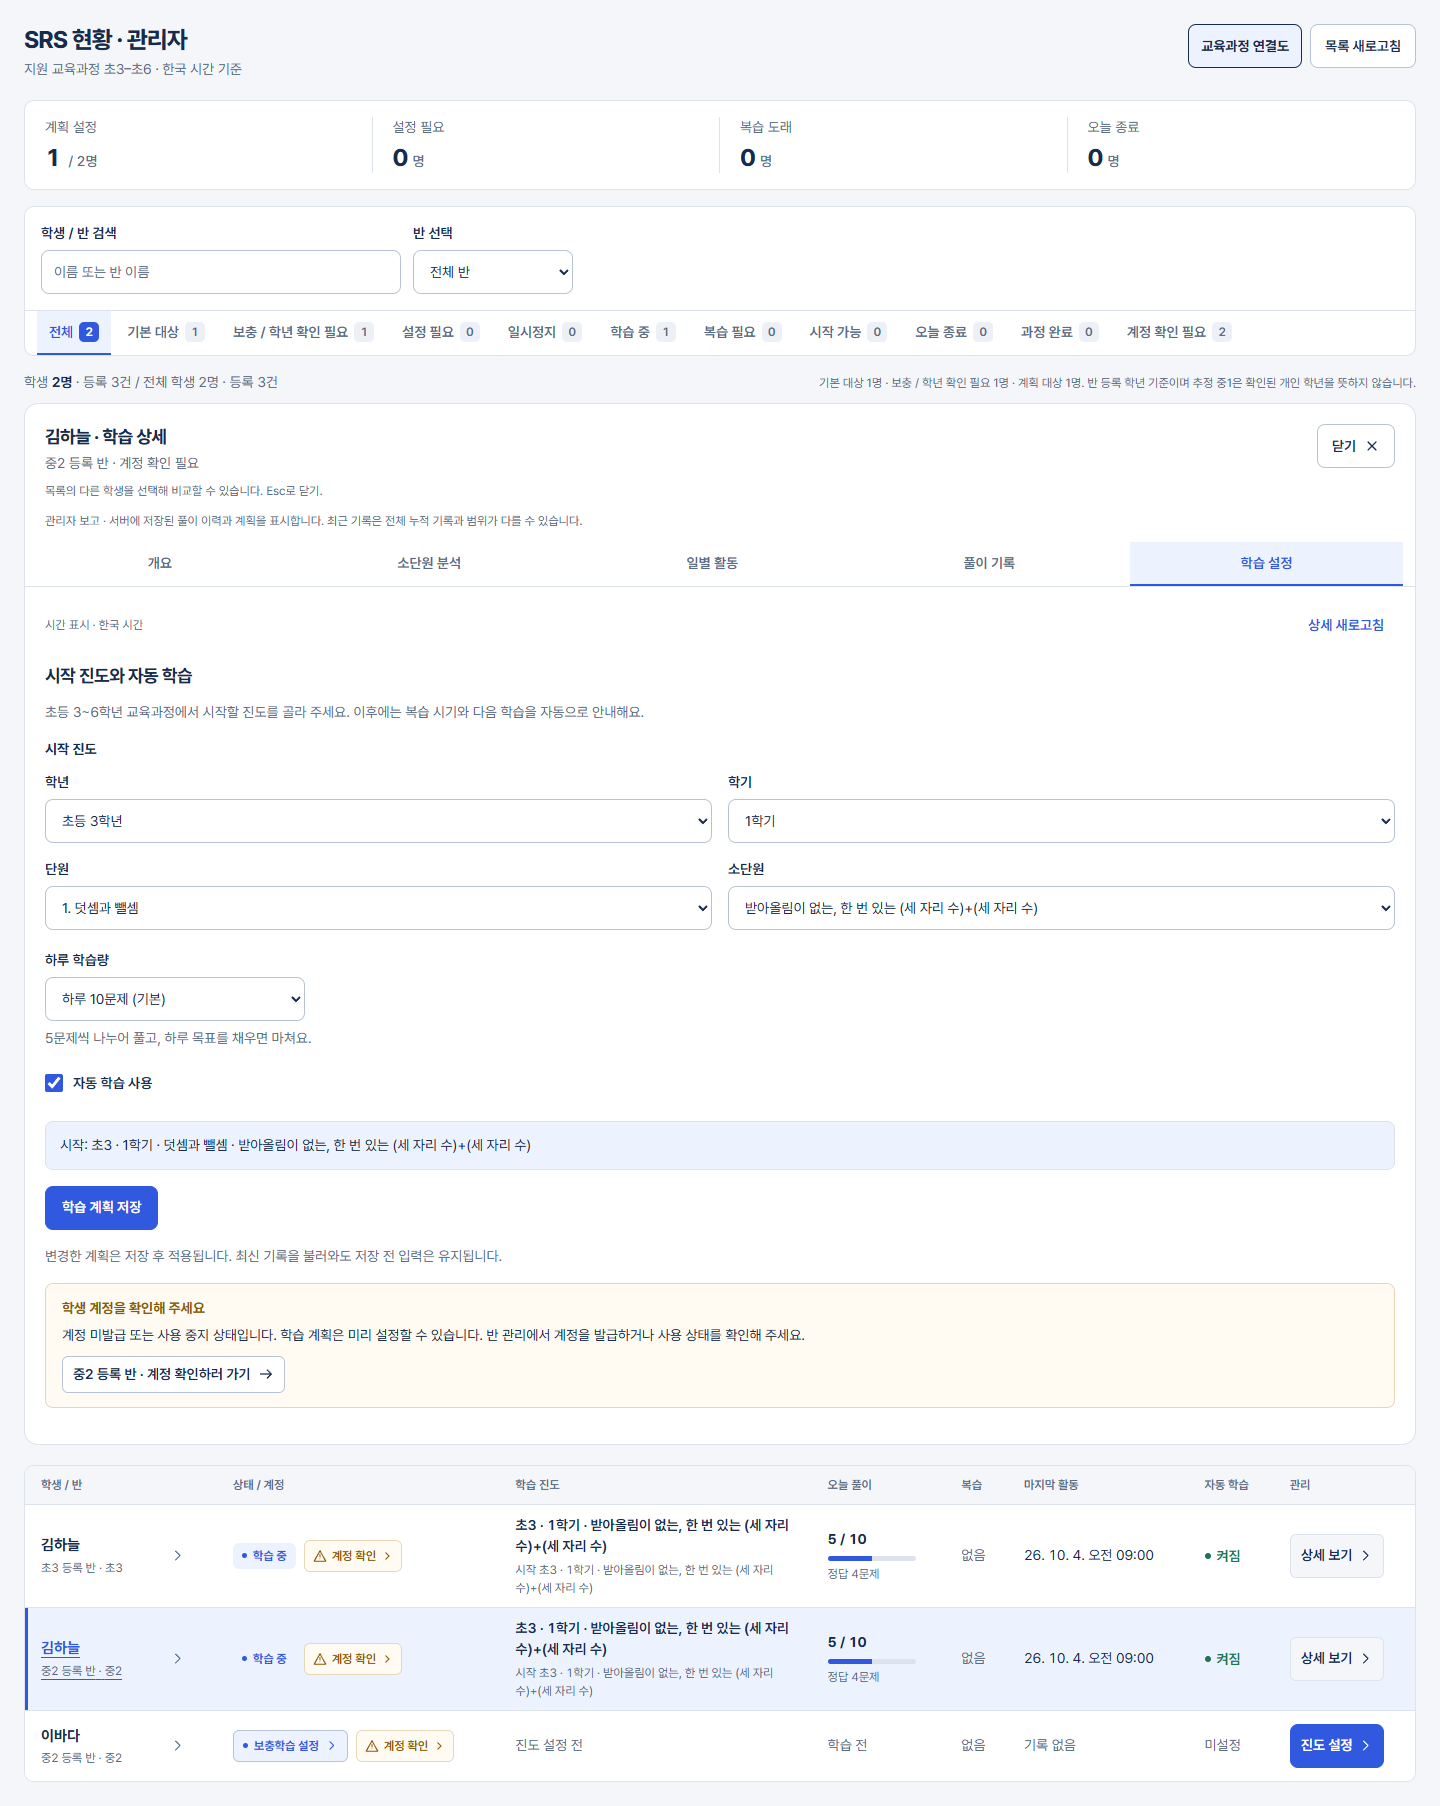 SRS 현황 · 관리자
지원 교육과정 초3–초6 · 한국 시간 기준
교육과정 연결도
목록 새로고침
계획 설정
1 / 2명
설정 필요
0 명
복습 도래
0 명
오늘 종료
0 명
학생 / 반 검색
이름 또는 반 이름
반 선택
전체 반
전체 2
기본 대상 1
보충 / 학년 확인 필요 1
설정 필요 0
일시정지 0
학습 중 1
복습 필요 0
시작 가능 0
오늘 종료 0
과정 완료 0
계정 확인 필요 2
학생 2명 · 등록 3건 / 전체 학생 2명 · 등록 3건
기본 대상 1명 · 보충 / 학년 확인 필요 1명 · 계획 대상 1명. 반 등록 학년 기준이며 추정 중1은 확인된 개인 학년을 뜻하지 않습니다.
김하늘 · 학습 상세
중2 등록 반 · 계정 확인 필요
목록의 다른 학생을 선택해 비교할 수 있습니다. Esc로 닫기.
관리자 보고 · 서버에 저장된 풀이 이력과 계획을 표시합니다. 최근 기록은 전체 누적 기록과 범위가 다를 수 있습니다.
닫기 ×
개요
소단원 분석
일별 활동
풀이 기록
학습 설정
시간 표시 · 한국 시간
상세 새로고침
시작 진도와 자동 학습
초등 3~6학년 교육과정에서 시작할 진도를 골라 주세요. 이후에는 복습 시기와 다음 학습을 자동으로 안내해요.
시작 진도
학년
초등 3학년
학기
1학기
단원
1. 덧셈과 뺄셈
소단원
받아올림이 없는, 한 번 있는 (세 자리 수)+(세 자리 수)
하루 학습량
하루 10문제 (기본)
5문제씩 나누어 풀고, 하루 목표를 채우면 마쳐요.
자동 학습 사용
시작: 초3 · 1학기 · 덧셈과 뺄셈 · 받아올림이 없는, 한 번 있는 (세 자리 수)+(세 자리 수)
학습 계획 저장
변경한 계획은 저장 후 적용됩니다. 최신 기록을 불러와도 저장 전 입력은 유지됩니다.
학생 계정을 확인해 주세요
계정 미발급 또는 사용 중지 상태입니다. 학습 계획은 미리 설정할 수 있습니다. 반 관리에서 계정을 발급하거나 사용 상태를 확인해 주세요.
중2 등록 반 · 계정 확인하러 가기 →
학생 / 반
상태 / 계정
학습 진도
오늘 풀이
복습
마지막 활동
자동 학습
관리
김하늘
초3 등록 반 · 초3
학습 중
계정 확인
초3 · 1학기 · 받아올림이 없는, 한 번 있는 (세 자리
수)+(세 자리 수)
시작 초3 · 1학기 · 받아올림이 없는, 한 번 있는 (세 자리
수)+(세 자리 수)
5 / 10
정답 4문제
없음
26. 10. 4. 오전 09:00
켜짐
상세 보기
김하늘
중2 등록 반 · 중2
학습 중
계정 확인
초3 · 1학기 · 받아올림이 없는, 한 번 있는 (세 자리
수)+(세 자리 수)
시작 초3 · 1학기 · 받아올림이 없는, 한 번 있는 (세 자리
수)+(세 자리 수)
5 / 10
정답 4문제
없음
26. 10. 4. 오전 09:00
켜짐
상세 보기
이바다
중2 등록 반 · 중2
보충학습 설정
계정 확인
진도 설정 전
학습 전
없음
기록 없음
미설정
진도 설정